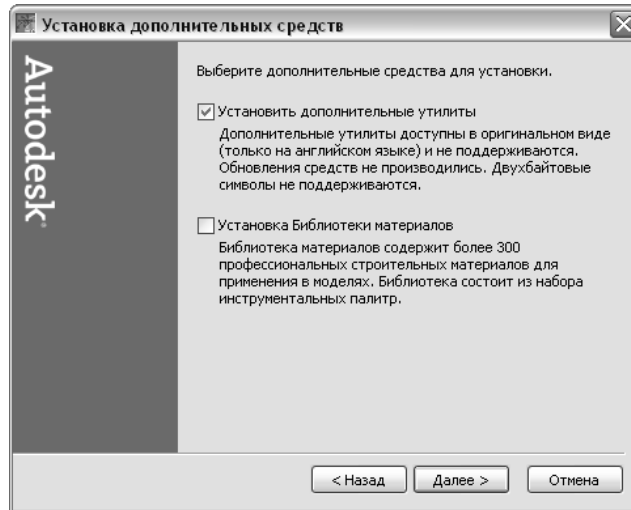 Установка дополнительных средств
Autodesk
Выберите дополнительные средства для установки.
Установить дополнительные утилиты
Дополнительные утилиты доступны в оригинальном виде
(только на английском языке) и не поддерживаются.
Обновления средств не производились. Двухбайтовые
символы не поддерживаются.
Установка Библиотеки материалов
Библиотека материалов содержит более 300
профессиональных строительных материалов для
применения в моделях. Библиотека состоит из набора
инструментальных палитр.
< Назад
Далее >
Отмена